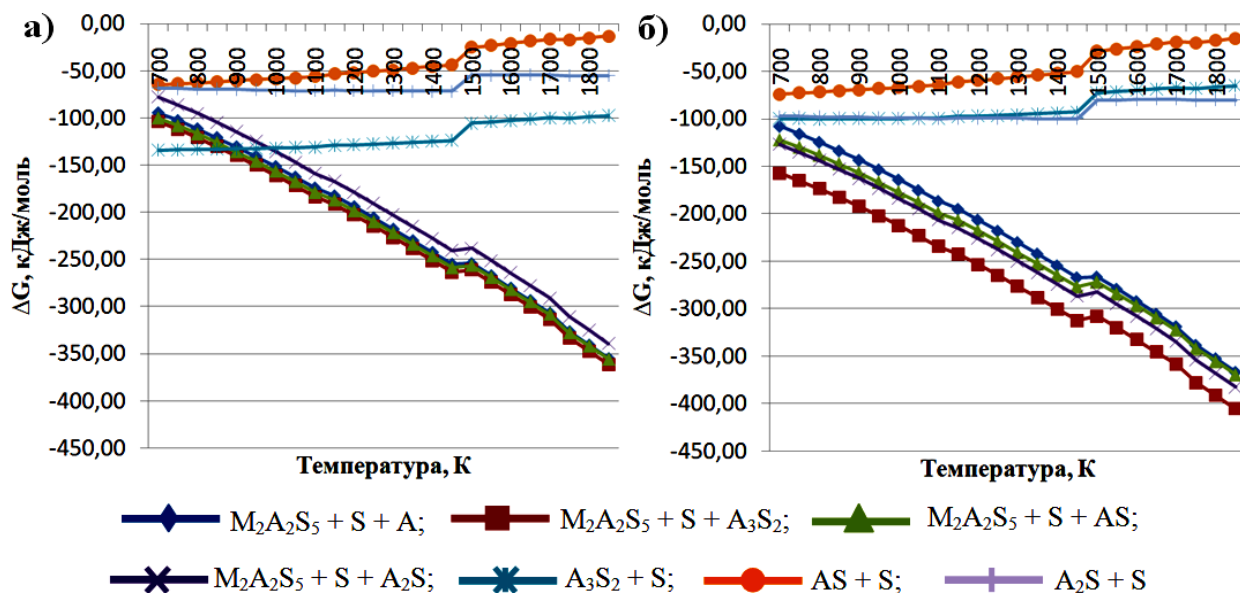 а)
0,00
-50,00
-100,00
-150,00
-200,00
-250,00
-300,00
-350,00
-400,00
-450,00
ΔG, кДж/моль
700 800 900 1000 1100 1200 1300 1400 1500 1600 1700 1800
Температура, К
б)
0,00
-50,00
-100,00
-150,00
-200,00
-250,00
-300,00
-350,00
-400,00
-450,00
ΔG, кДж/моль
700 800 900 1000 1100 1200 1300 1400 1500 1600 1700 1800
Температура, К
M₂A₂S₅ + S + A; M₂A₂S₅ + S + A₃S₂; M₂A₂S₅ + S + AS;
M₂A₂S₅ + S + A₂S; A₃S₂ + S; AS + S; A₂S + S